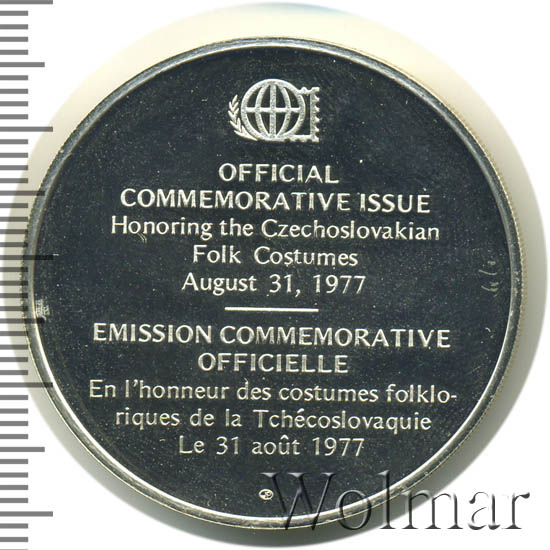 OFFICIAL
COMMEMORATIVE ISSUE
Honoring the Czechoslovakian
Folk Costumes
August 31, 1977
EMISSION COMMEMORATIVE
OFFICIELLE
En l'honneur des costumes folklo-
riques de la Tchécoslovaquie
Le 31 août 1977
Wolmar